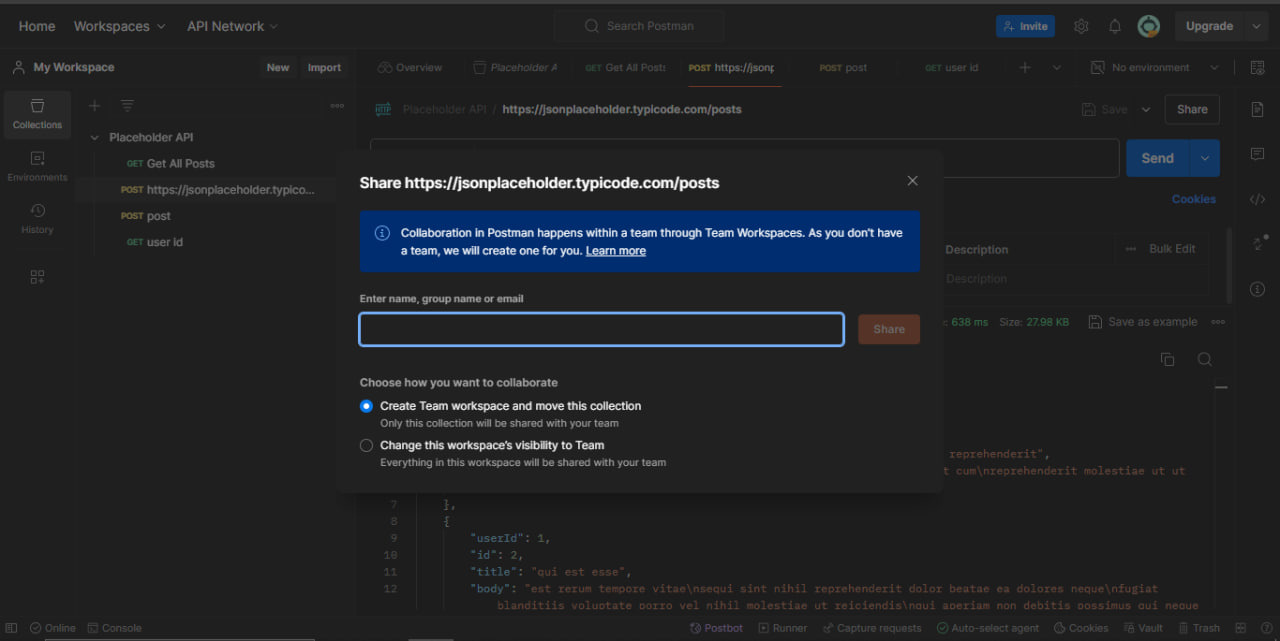 Home Workspaces API Network Search Postman Invite Upgrade
My Workspace New Import Overview Placeholder A GET Get All Posts POST https://jsonp POST post GET user id No environment
Collections
Environments
History
Placeholder API
GET Get All Posts
POST https://jsonplaceholder.typico...
POST post
GET user id
HTTP Placeholder API / https://jsonplaceholder.typicode.com/posts Save Share
Send
Cookies
Description Bulk Edit
Description
638 ms Size: 27.98 KB Save as example
Share https://jsonplaceholder.typicode.com/posts
Collaboration in Postman happens within a team through Team Workspaces. As you don't have
a team, we will create one for you. Learn more
Enter name, group name or email
Share
Choose how you want to collaborate
Create Team workspace and move this collection
Only this collection will be shared with your team
Change this workspace's visibility to Team
Everything in this workspace will be shared with your team
reprehenderit",
t cum\nreprehenderit molestiae ut ut
7 },
8 {
9 "userId": 1,
10 "id": 2,
11 "title": "qui est esse",
12 "body": "est rerum tempore vitae\nsequi sint nihil reprehenderit dolor beatae ea dolores neque\nfugiat
blanditiis voluptate porro vel nihil molestiae ut reiciendis\nqui aperiam non debitis possimus qui neque
Online Console Postbot Runner Capture requests Auto-select agent Cookies Vault Trash